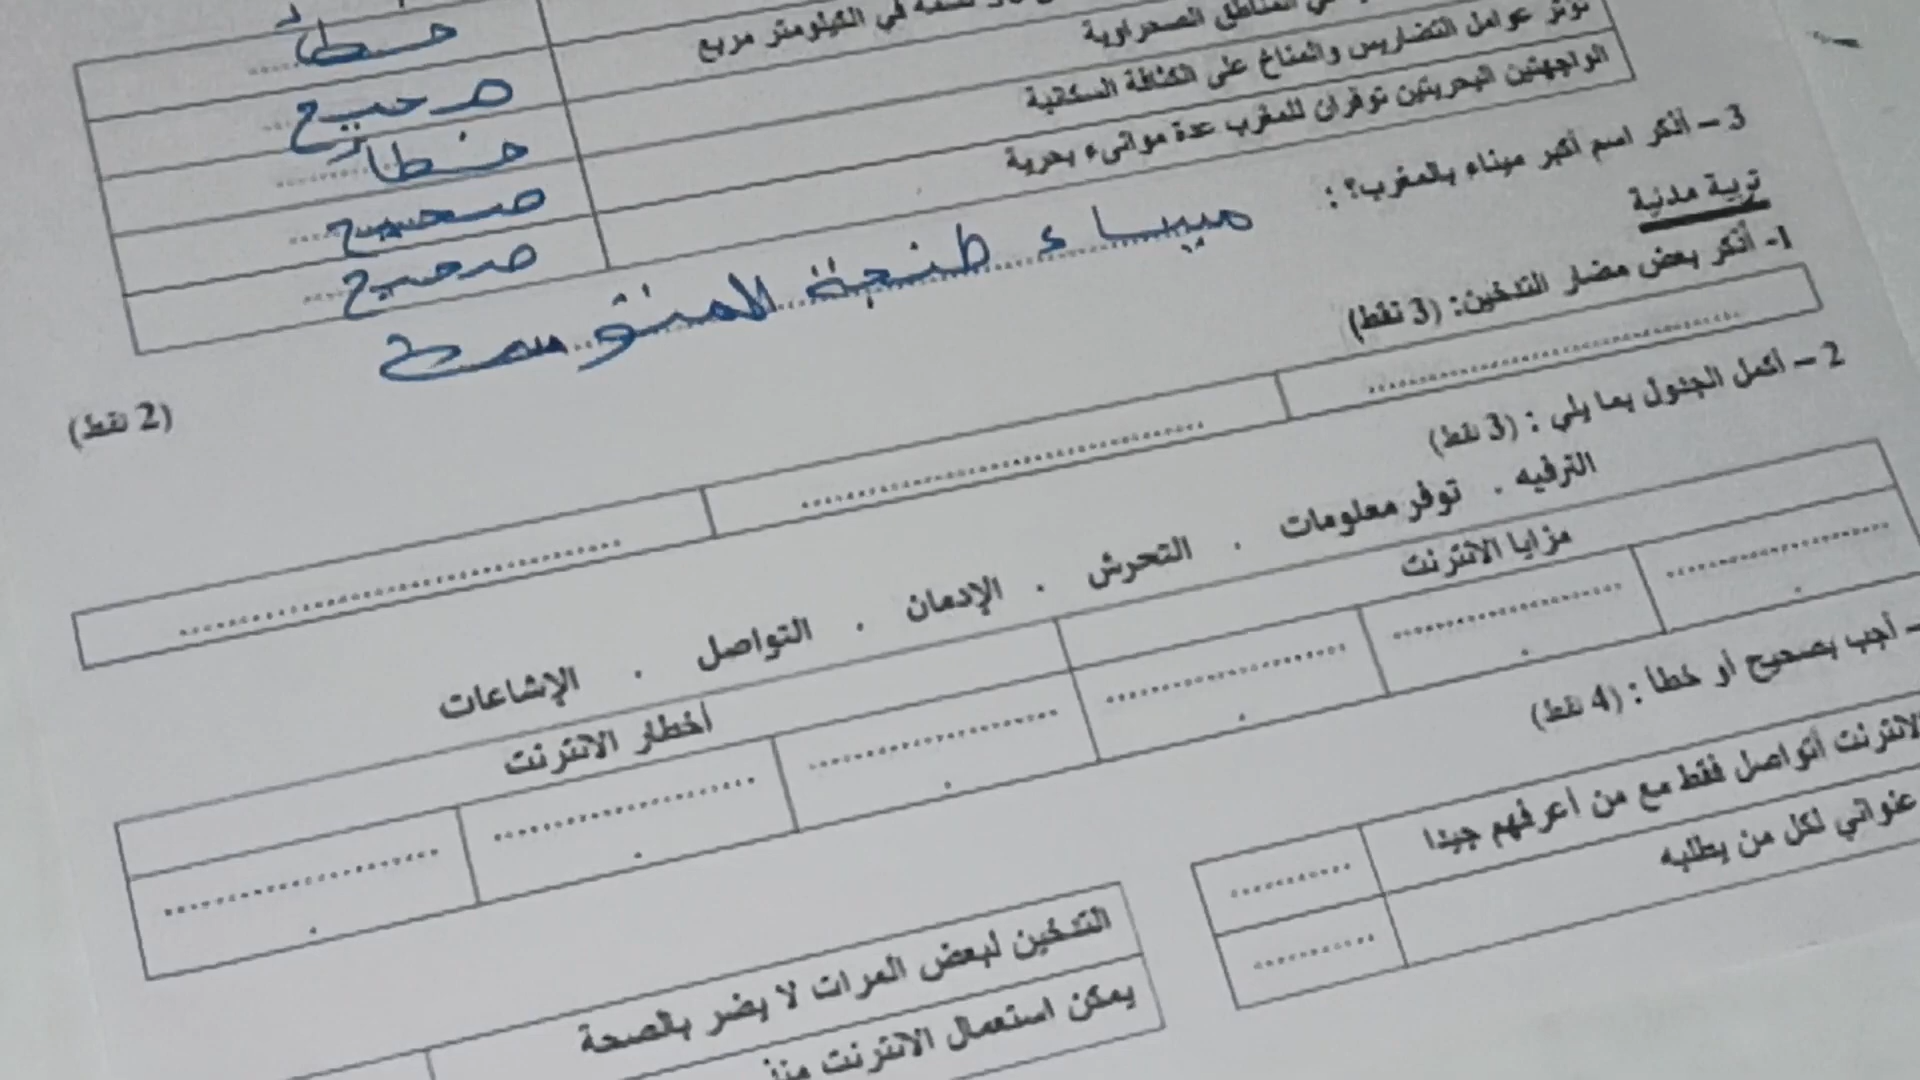 خطأ
نسمة في الكيلومتر مربع
صحيح
المناطق الصحراوية
خطأ
تؤثر عوامل التضاريس والمناخ على الكثافة السكانية
صحيح
الواجهتين البحريتين توفران للمغرب عدة موانىء بحرية
صحيح
3 – أذكر اسم أكبر ميناء بالمغرب؟ :
ميناء طنجة المتوسط
(2 نقط)
تربية مدنية
1- أذكر بعض مضار التدخين: (3 نقط)
2 – أكمل الجدول بما يلي : (3 نقط)
الترفيه . توفر معلومات . التحرش . الإدمان . التواصل . الإشاعات
مزايا الانترنت
أخطار الانترنت
– أجب بصحيح أو خطأ : (4 نقط)
الانترنت أتواصل فقط مع من أعرفهم جيدا
عنواني لكل من يطلبه
التدخين لبعض المرات لا يضر بالصحة
يمكن استعمال الانترنت